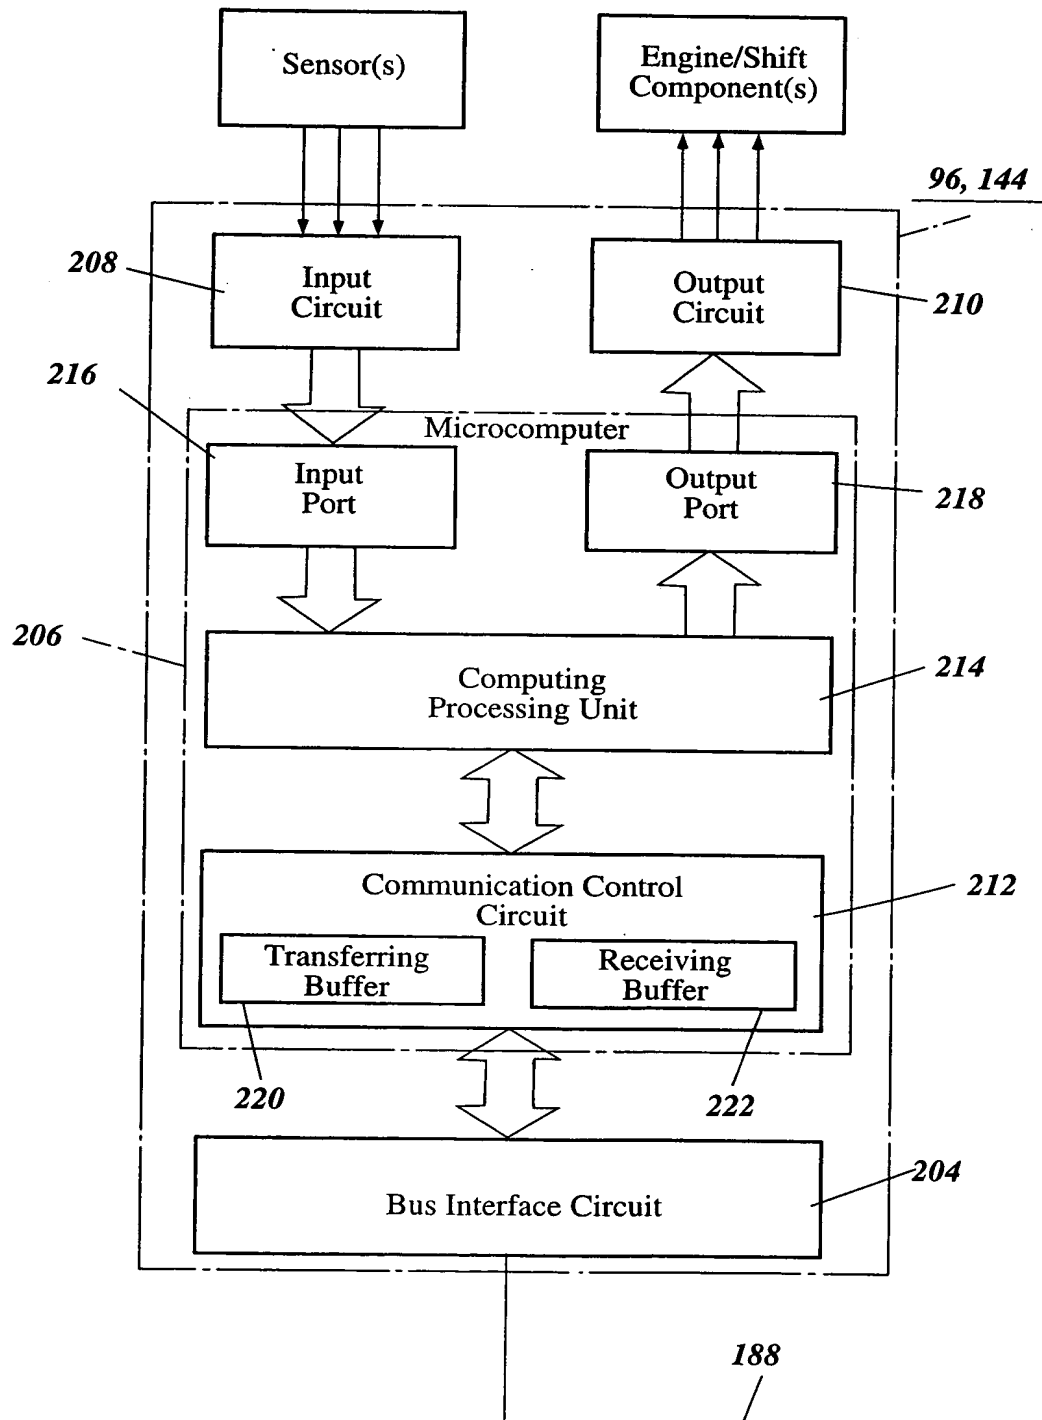 Sensor(s)
Engine/Shift
Component(s)
96, 144
208
Input
Circuit
Output
Circuit
210
216
Microcomputer
Input
Port
Output
Port
218
206
Computing
Processing Unit
214
Communication Control
Circuit
212
Transferring
Buffer
Receiving
Buffer
220
222
Bus Interface Circuit
204
188